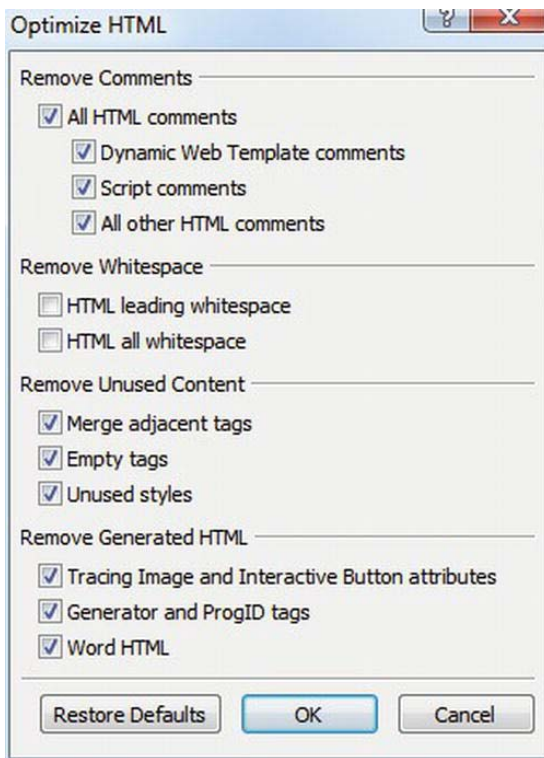 Optimize HTML
?
X
Remove Comments
All HTML comments
Dynamic Web Template comments
Script comments
All other HTML comments
Remove Whitespace
HTML leading whitespace
HTML all whitespace
Remove Unused Content
Merge adjacent tags
Empty tags
Unused styles
Remove Generated HTML
Tracing Image and Interactive Button attributes
Generator and ProgID tags
Word HTML
Restore Defaults
OK
Cancel